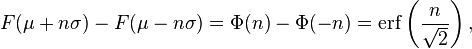 F(μ + nσ) − F(μ − nσ) = Φ(n) − Φ(−n) = erf(n/√2),